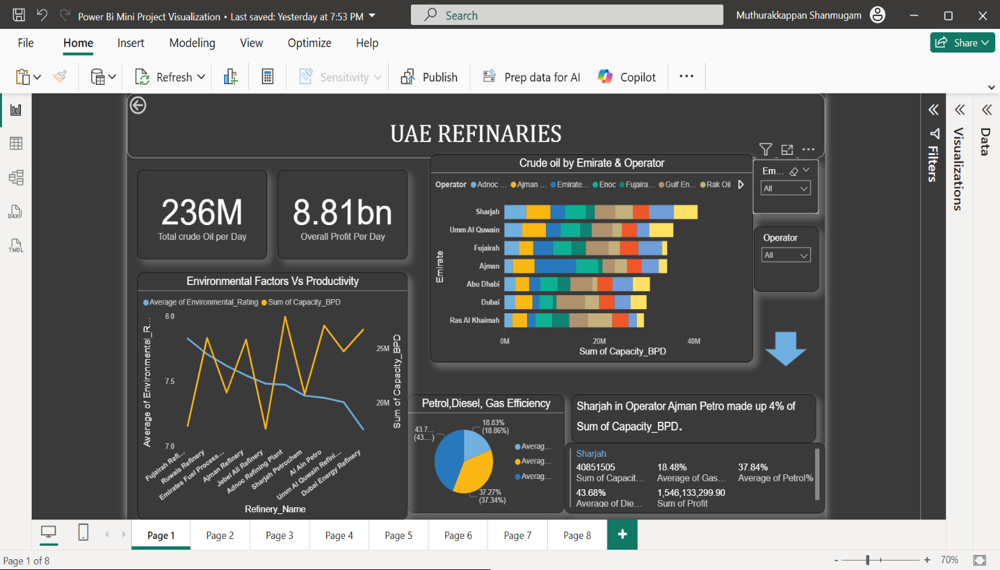 Power Bi Mini Project Visualization • Last saved: Yesterday at 7:53 PM
Search
Muthurakkappan Shanmugam
File
Home
Insert
Modeling
View
Optimize
Help
Share
Refresh
Sensitivity
Publish
Prep data for AI
Copilot
DAX
TMDL
UAE REFINARIES
236M
Total crude Oil per Day
8.81bn
Overall Profit Per Day
Crude oil by Emirate & Operator
Operator Adnoc ... Ajman ... Emirate... Enoc Fujaira... Gulf En... Rak Oil
Emirate
Sharjah
Umm Al Quwain
Fujairah
Ajman
Abu Dhabi
Dubai
Ras Al Khaimah
0M 20M 40M
Sum of Capacity_BPD
Em...
All
Operator
All
Filters
Visualizations
Data
Environmental Factors Vs Productivity
Average of Environmental_Rating Sum of Capacity_BPD
Average of Environmental_R...
8.0
7.5
7.0
25M
20M
Sum of Capacity_BPD
Fujairah Refi...
Ruwais Refinery
Emirates Fuel Process...
Ajman Refinery
Jebel Ali Refinery
Adnoc Refining Plant
Sharjah Petrochem
Al Ain Petro
Umm Al Quwain Refini...
Dubai Energy Refinery
Refinery_Name
Petrol,Diesel, Gas Efficiency
43.7...
(43....)
18.83%
(18.86%)
37.27%
(37.34%)
Averag...
Averag...
Averag...
Sharjah in Operator Ajman Petro made up 4% of
Sum of Capacity_BPD.
Sharjah
40851505
Sum of Capacit...
18.48%
Average of Gas...
37.84%
Average of Petrol%
43.68%
Average of Die...
1,546,133,299.90
Sum of Profit
Page 1
Page 2
Page 3
Page 4
Page 5
Page 6
Page 7
Page 8
Page 1 of 8
70%